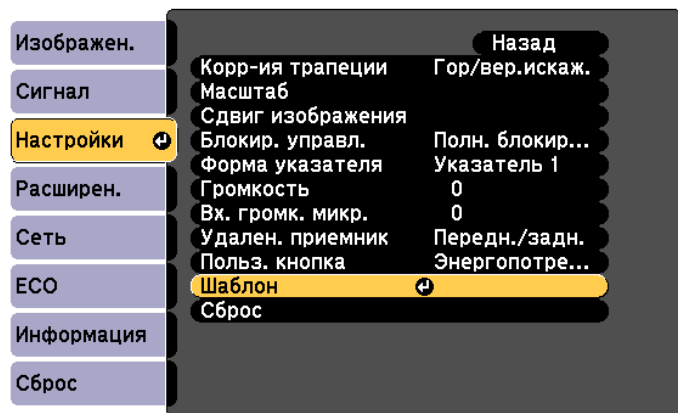 Изображен.
Сигнал
Настройки
Расширен.
Сеть
ECO
Информация
Сброс
Назад
Корр-ия трапеции Гор/вер.искаж.
Масштаб
Сдвиг изображения
Блокир. управл. Полн. блокир...
Форма указателя Указатель 1
Громкость 0
Вх. громк. микр. 0
Удален. приемник Передн./задн.
Польз. кнопка Энергопотре...
Шаблон
Сброс